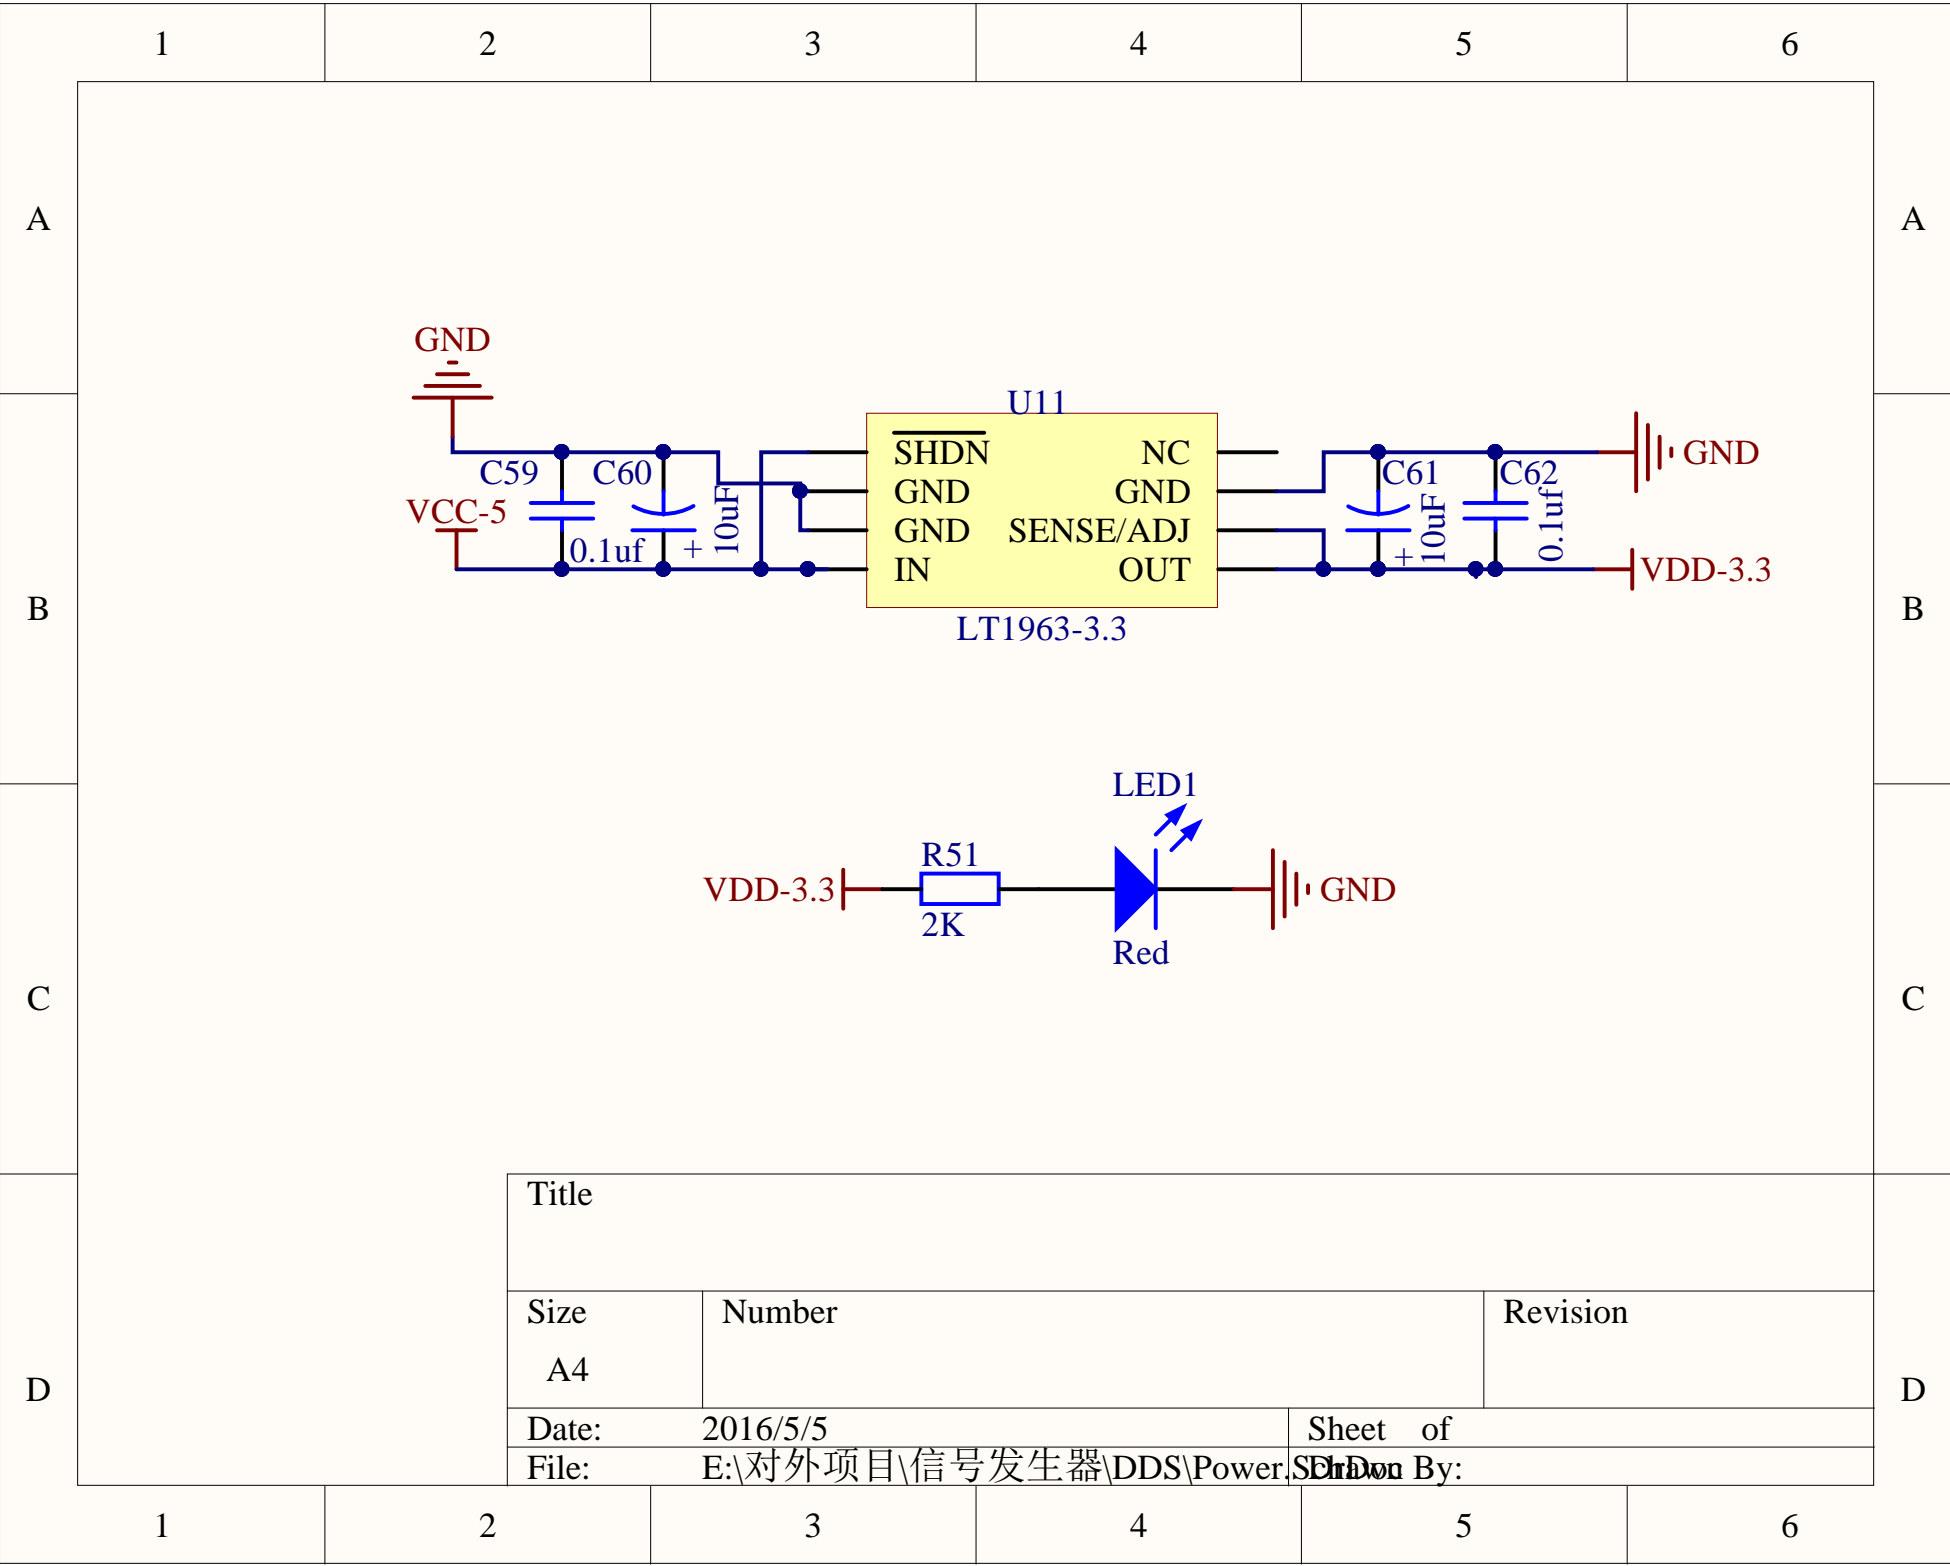 1 2 3 4 5 6
A A
GND
U11
SHDN NC
GND GND
GND SENSE/ADJ
IN OUT
LT1963-3.3
C59 C60
VCC-5
0.1uf + 10uF
C61 C62
+ 10uF 0.1uf
GND
VDD-3.3
B B
LED1
R51
VDD-3.3 GND
2K
Red
C C
Title
Size Number Revision
A4
D D
Date: 2016/5/5 Sheet of
File: E:\对外项目\信号发生器\DDS\Power.SchDoc Drawn By:
1 2 3 4 5 6